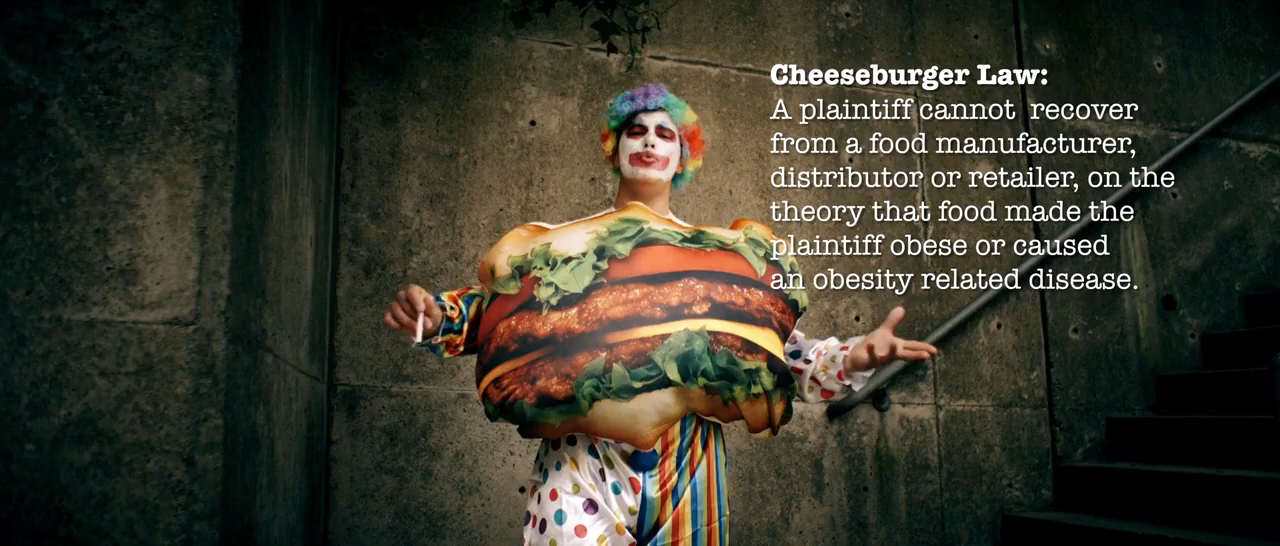 Cheeseburger Law:
A plaintiff cannot  recover
from a food manufacturer,
distributor or retailer, on the
theory that food made the
plaintiff obese or caused
an obesity related disease.